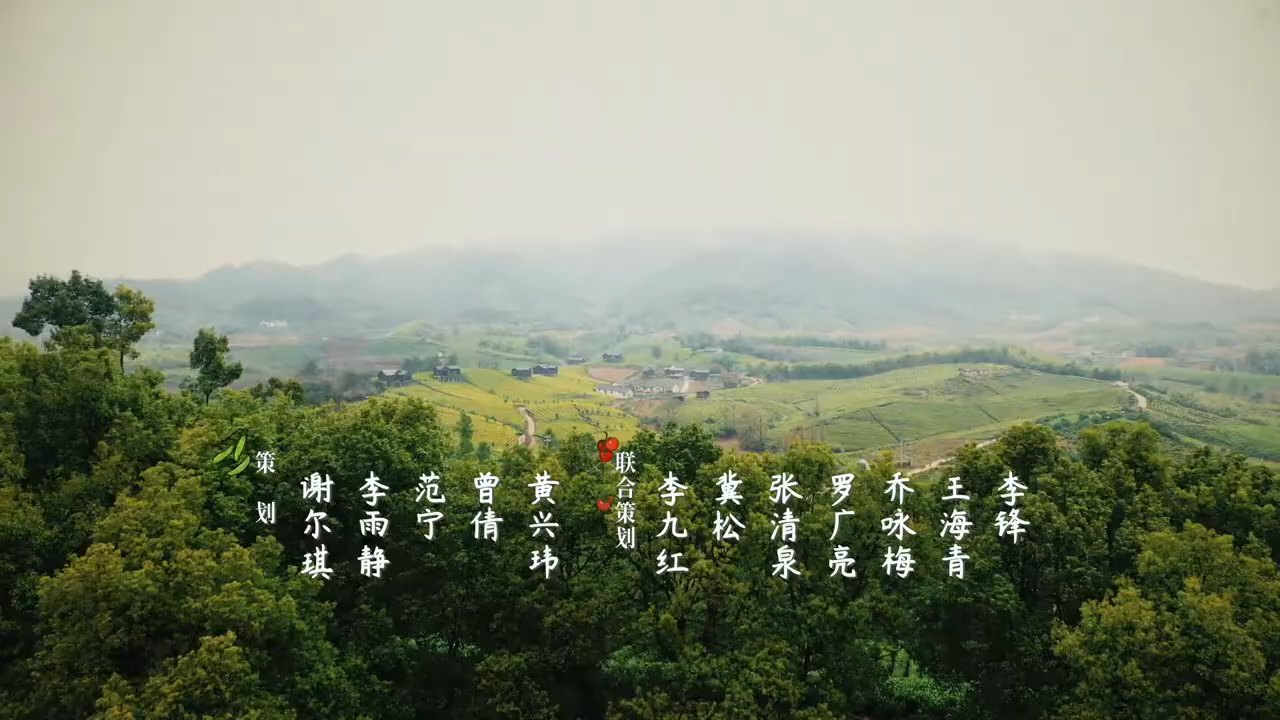 策划
谢尔琪
李雨静
范宁
曾倩
黄兴玮
联合策划
李九红
冀松
张清泉
罗广亮
乔咏梅
王海青
李锋